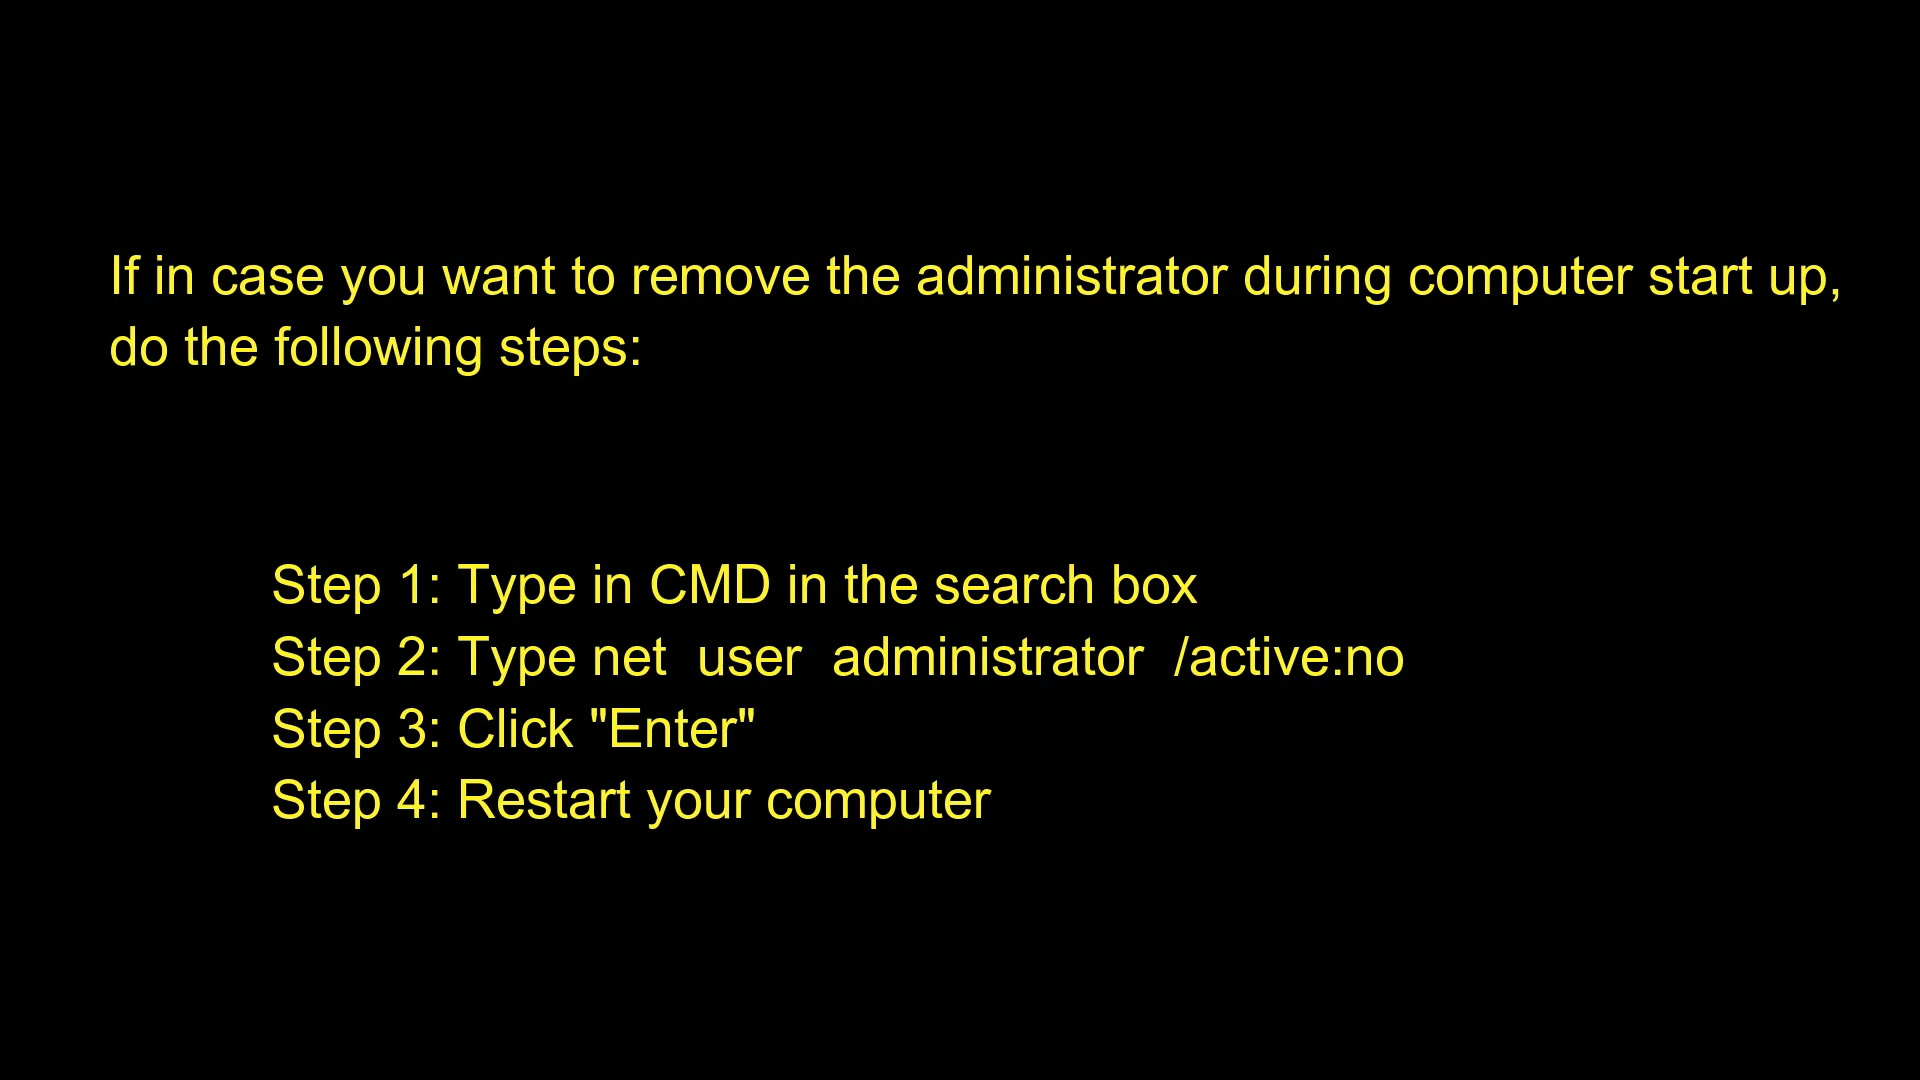 If in case you want to remove the administrator during computer start up,
do the following steps:
Step 1: Type in CMD in the search box
Step 2: Type net  user  administrator  /active:no
Step 3: Click "Enter"
Step 4: Restart your computer